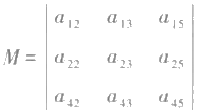 a₁₂ a₁₃ a₁₅
M = a₂₂ a₂₃ a₂₅
a₄₂ a₄₃ a₄₅